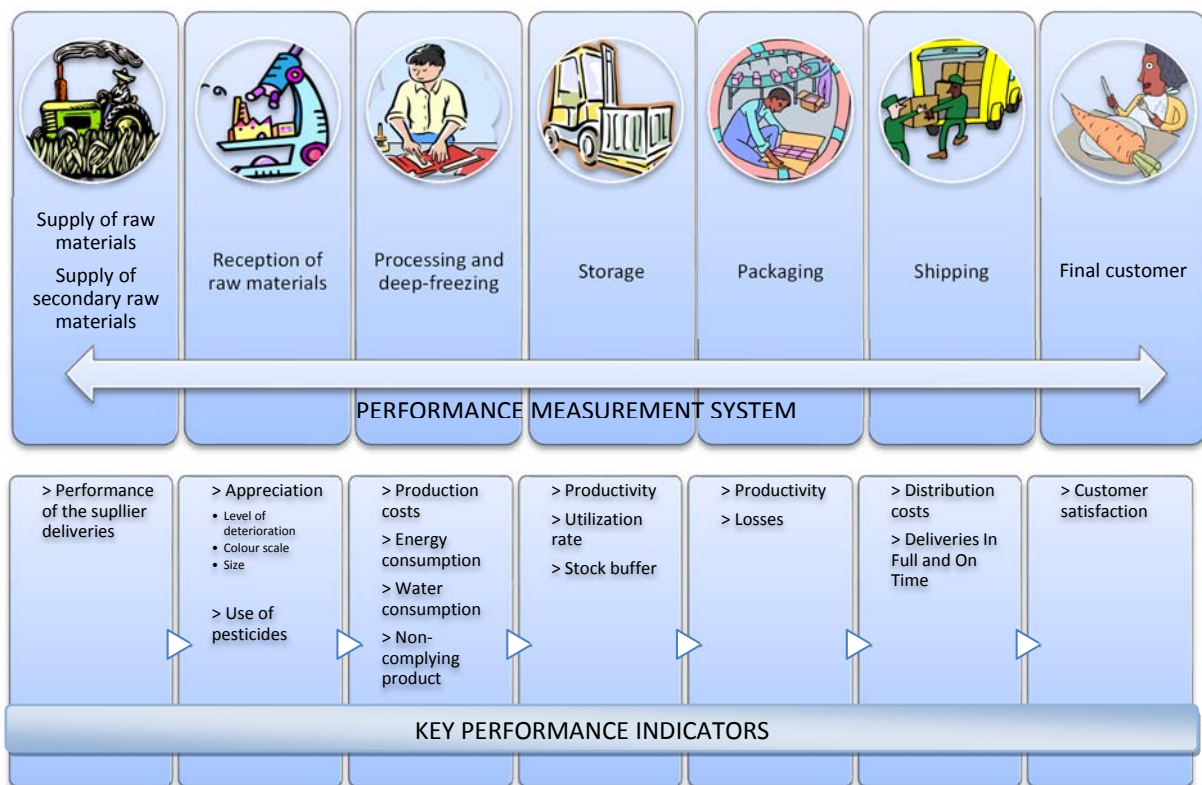 Supply of raw
materials
Supply of
secondary raw
materials
Reception of
raw materials
Processing and
deep-freezing
Storage
Packaging
Shipping
Final customer
PERFORMANCE MEASUREMENT SYSTEM
> Performance
of the supllier
deliveries
> Appreciation
• Level of
deterioration
• Colour scale
• Size
> Use of
pesticides
> Production
costs
> Energy
consumption
> Water
consumption
> Non-
complying
product
> Productivity
> Utilization
rate
> Stock buffer
> Productivity
> Losses
> Distribution
costs
> Deliveries In
Full and On
Time
> Customer
satisfaction
KEY PERFORMANCE INDICATORS